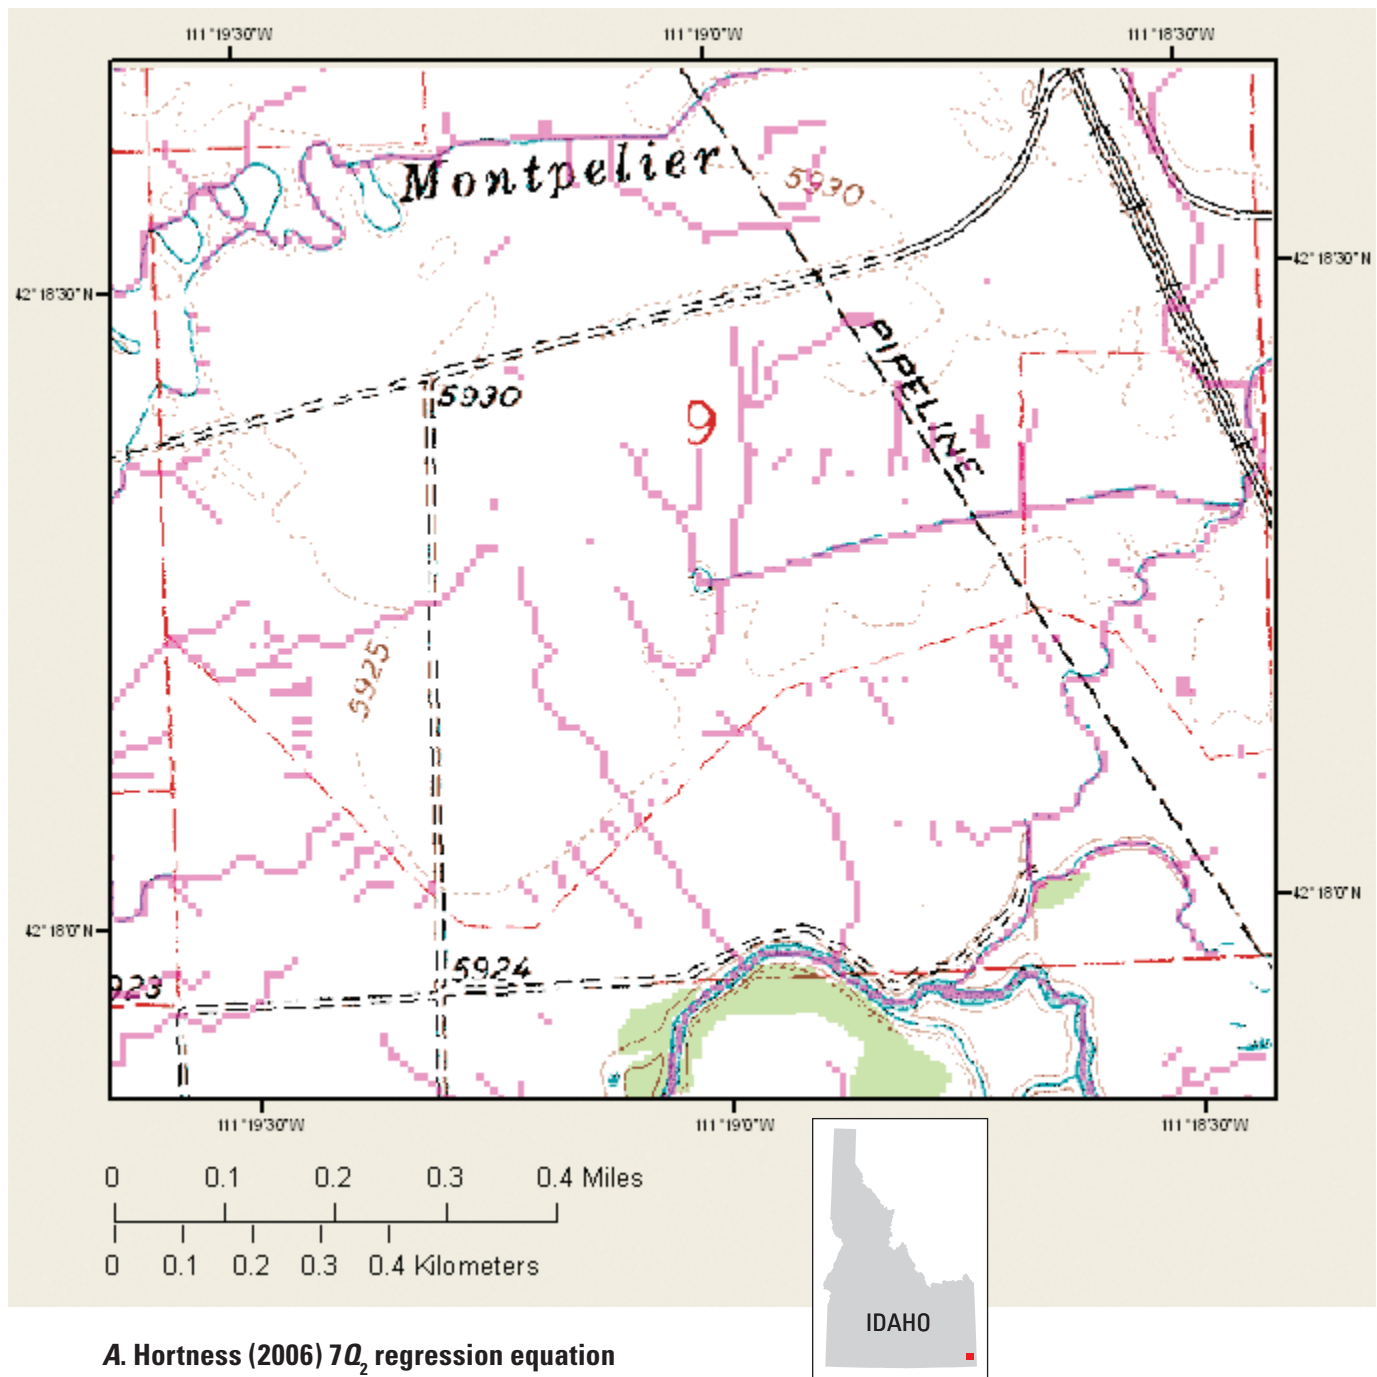 111°19'30"W 111°19'0"W 111°18'30"W
Montpelier
5930
42°18'30"N
42°18'30"N
PIPELINE
5930
9
5925
42°18'0"N
42°18'0"N
5924
923
111°19'30"W 111°19'0"W 111°18'30"W
0 0.1 0.2 0.3 0.4 Miles
0 0.1 0.2 0.3 0.4 Kilometers
IDAHO
A. Hortness (2006) 7Q2 regression equation